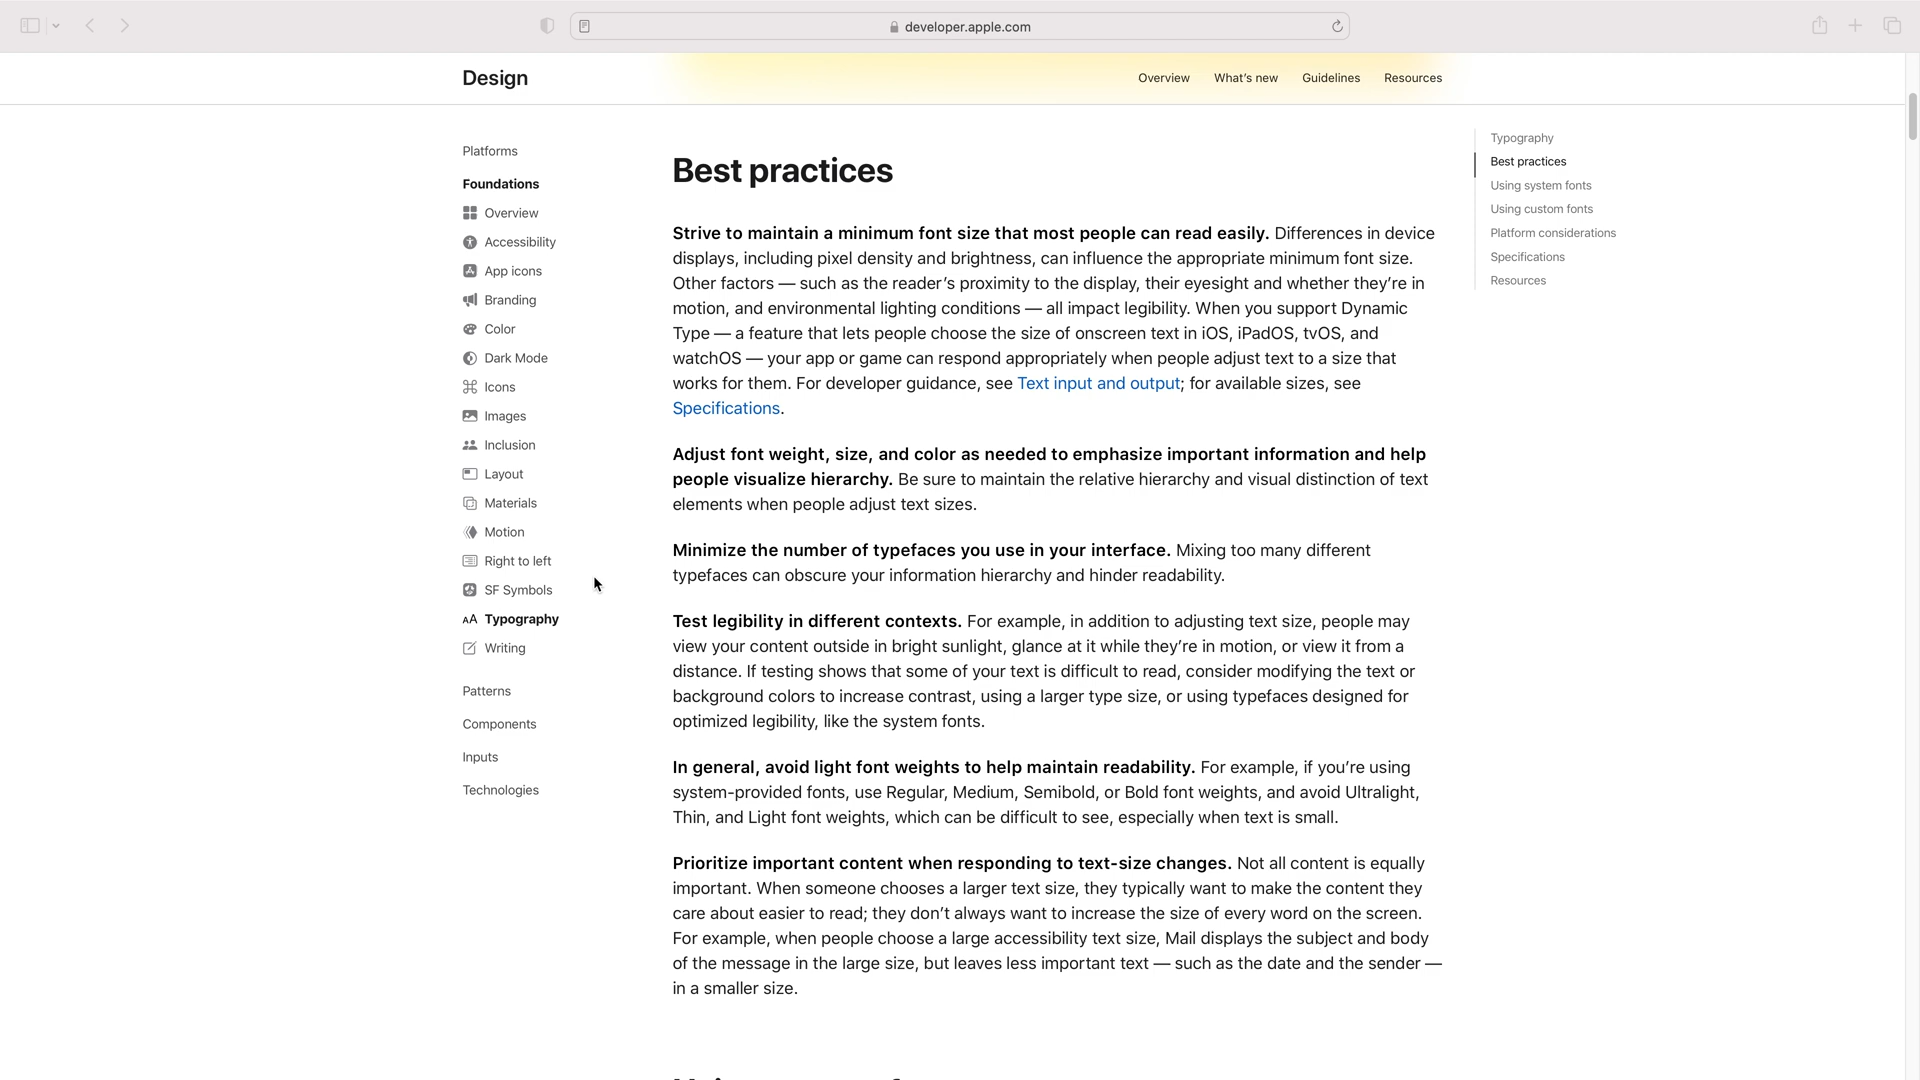 developer.apple.com
Design
Overview
What's new
Guidelines
Resources
Platforms
Foundations
Overview
Accessibility
App icons
Branding
Color
Dark Mode
Icons
Images
Inclusion
Layout
Materials
Motion
Right to left
SF Symbols
Typography
Writing
Patterns
Components
Inputs
Technologies
Best practices
Strive to maintain a minimum font size that most people can read easily. Differences in device
displays, including pixel density and brightness, can influence the appropriate minimum font size.
Other factors — such as the reader’s proximity to the display, their eyesight and whether they’re in
motion, and environmental lighting conditions — all impact legibility. When you support Dynamic
Type — a feature that lets people choose the size of onscreen text in iOS, iPadOS, tvOS, and
watchOS — your app or game can respond appropriately when people adjust text to a size that
works for them. For developer guidance, see Text input and output; for available sizes, see
Specifications.
Adjust font weight, size, and color as needed to emphasize important information and help
people visualize hierarchy. Be sure to maintain the relative hierarchy and visual distinction of text
elements when people adjust text sizes.
Minimize the number of typefaces you use in your interface. Mixing too many different
typefaces can obscure your information hierarchy and hinder readability.
Test legibility in different contexts. For example, in addition to adjusting text size, people may
view your content outside in bright sunlight, glance at it while they’re in motion, or view it from a
distance. If testing shows that some of your text is difficult to read, consider modifying the text or
background colors to increase contrast, using a larger type size, or using typefaces designed for
optimized legibility, like the system fonts.
In general, avoid light font weights to help maintain readability. For example, if you’re using
system-provided fonts, use Regular, Medium, Semibold, or Bold font weights, and avoid Ultralight,
Thin, and Light font weights, which can be difficult to see, especially when text is small.
Prioritize important content when responding to text-size changes. Not all content is equally
important. When someone chooses a larger text size, they typically want to make the content they
care about easier to read; they don’t always want to increase the size of every word on the screen.
For example, when people choose a large accessibility text size, Mail displays the subject and body
of the message in the large size, but leaves less important text — such as the date and the sender —
in a smaller size.
Typography
Best practices
Using system fonts
Using custom fonts
Platform considerations
Specifications
Resources